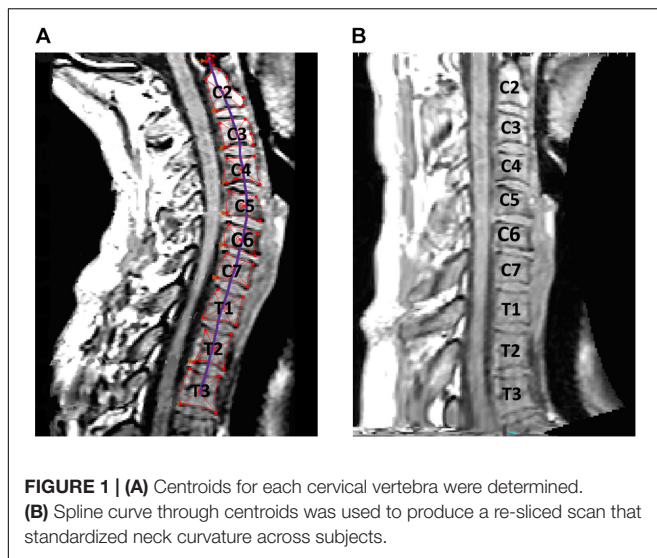 A
B
C2
C3
C4
C5
C6
C7
T1
T2
T3
C2
C3
C4
C5
C6
C7
T1
T2
T3
FIGURE 1 | (A) Centroids for each cervical vertebra were determined.
(B) Spline curve through centroids was used to produce a re-sliced scan that
standardized neck curvature across subjects.